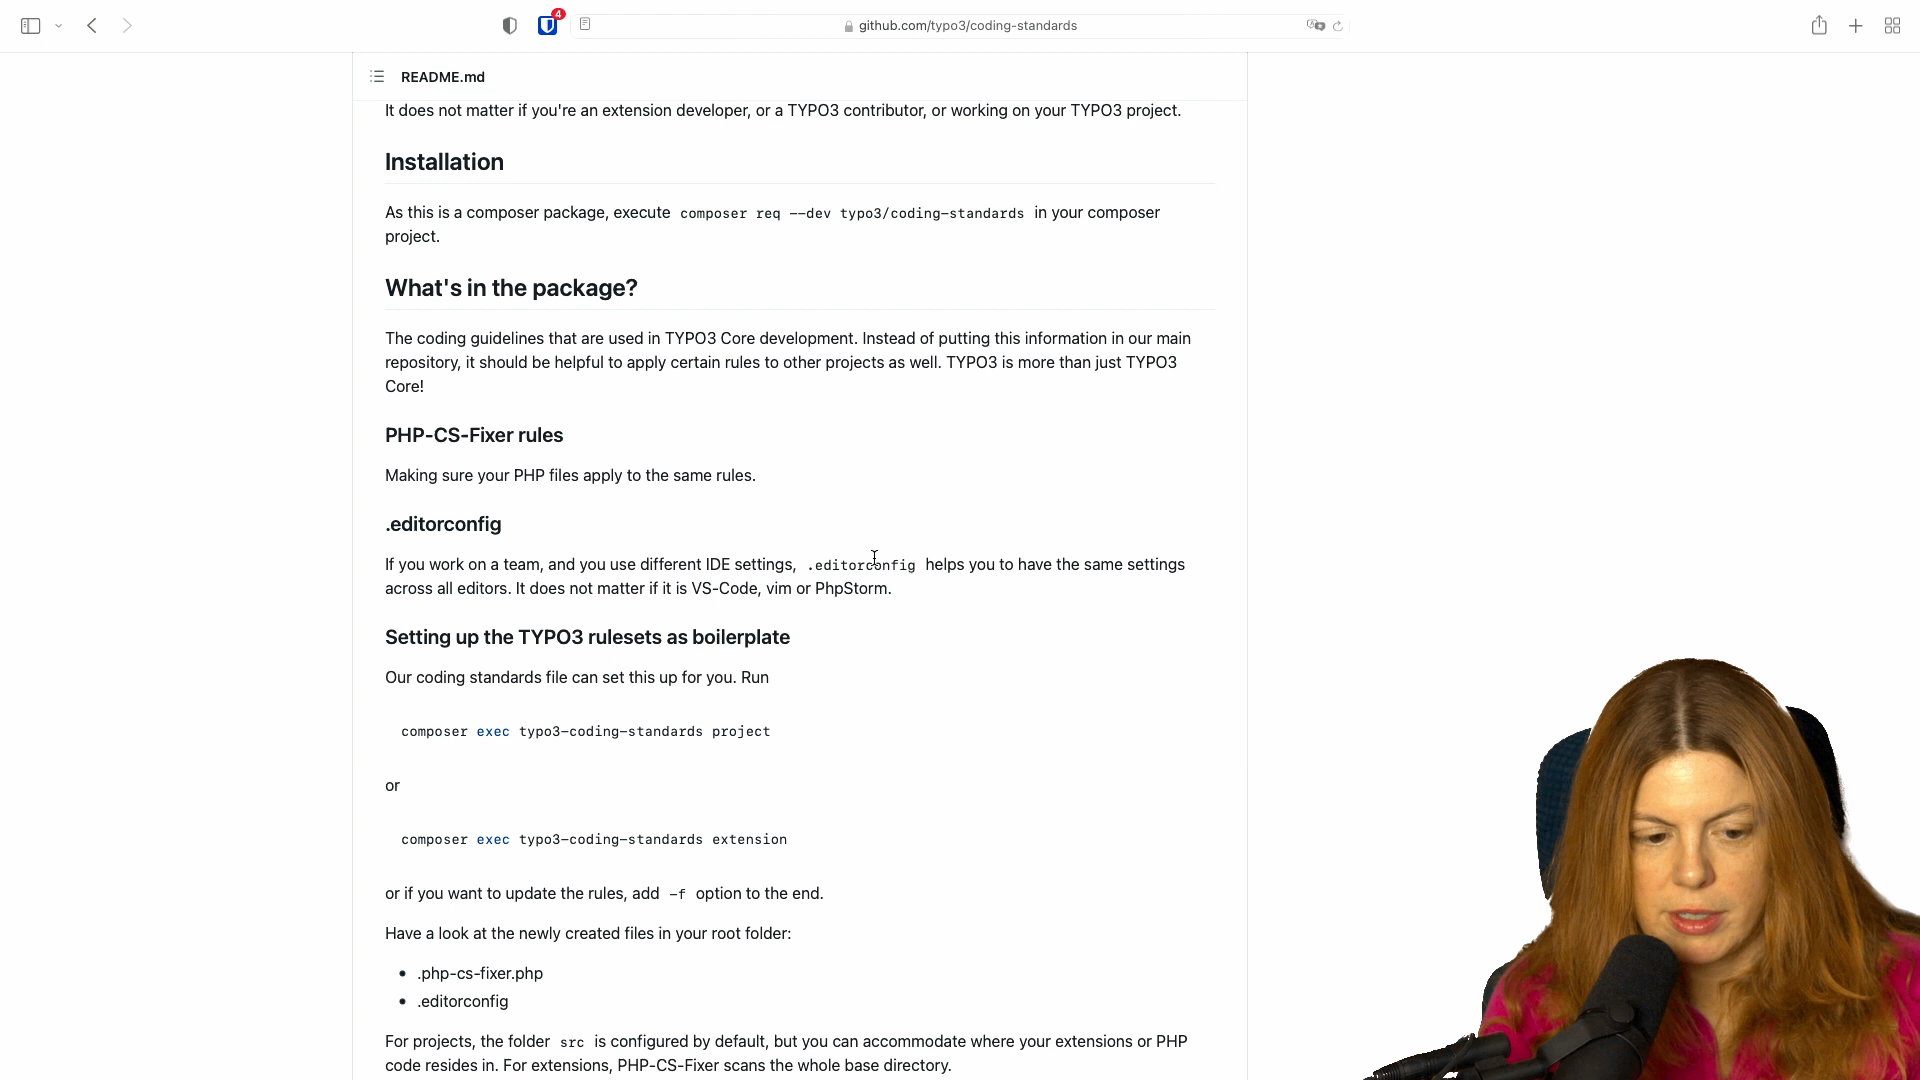 4
github.com/typo3/coding-standards
README.md
It does not matter if you're an extension developer, or a TYPO3 contributor, or working on your TYPO3 project.
Installation
As this is a composer package, execute composer req --dev typo3/coding-standards in your composer
project.
What's in the package?
The coding guidelines that are used in TYPO3 Core development. Instead of putting this information in our main
repository, it should be helpful to apply certain rules to other projects as well. TYPO3 is more than just TYPO3
Core!
PHP-CS-Fixer rules
Making sure your PHP files apply to the same rules.
.editorconfig
If you work on a team, and you use different IDE settings, .editorconfig helps you to have the same settings
across all editors. It does not matter if it is VS-Code, vim or PhpStorm.
Setting up the TYPO3 rulesets as boilerplate
Our coding standards file can set this up for you. Run
composer exec typo3-coding-standards project
or
composer exec typo3-coding-standards extension
or if you want to update the rules, add -f option to the end.
Have a look at the newly created files in your root folder:
• .php-cs-fixer.php
• .editorconfig
For projects, the folder src is configured by default, but you can accommodate where your extensions or PHP
code resides in. For extensions, PHP-CS-Fixer scans the whole base directory.